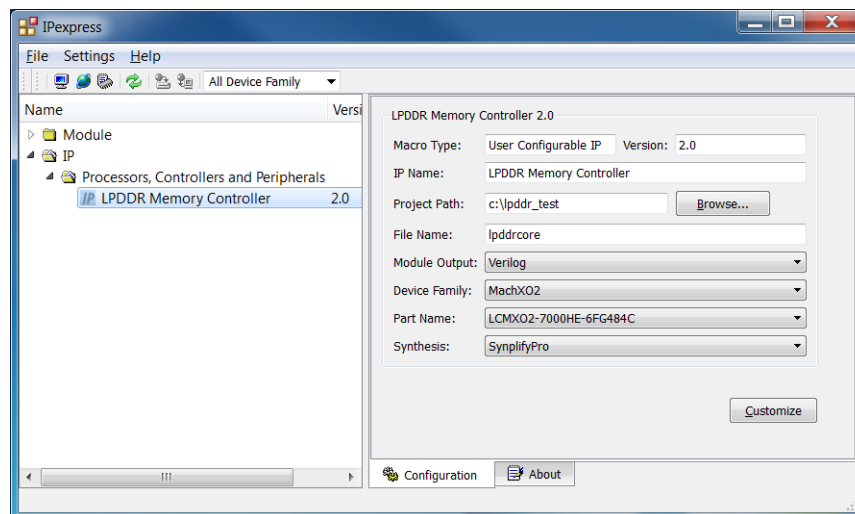 IPexpress
File Settings Help
All Device Family
Name Versi
Module
IP
Processors, Controllers and Peripherals
IP LPDDR Memory Controller 2.0
LPDDR Memory Controller 2.0
Macro Type: User Configurable IP Version: 2.0
IP Name: LPDDR Memory Controller
Project Path: c:\lpddr_test Browse...
File Name: lpddrcore
Module Output: Verilog
Device Family: MachXO2
Part Name: LCMXO2-7000HE-6FG484C
Synthesis: SynplifyPro
Customize
Configuration About